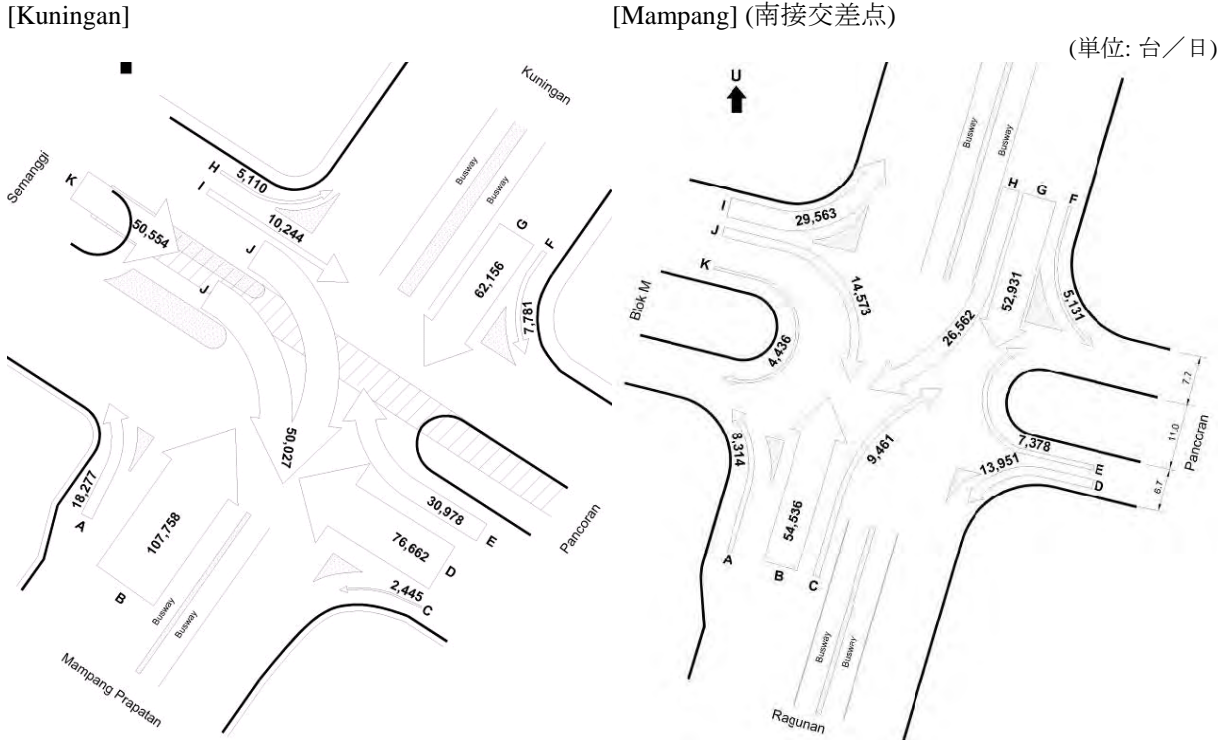 [Kuningan]
[Mampang] (南接交差点)
(単位: 台／日)
Kuningan
Semanggi
K
50,554
H
5,110
I
10,244
J
J
Busway
Busway
G
62,156
F
7,781
50,027
18,277
A
107,758
B
Busway
Busway
30,978
E
76,662
D
2,445
C
Pancoran
Mampang Prapatan
U
Busway
Busway
I
29,563
J
14,573
K
4,436
Blok M
H
G
F
26,562
52,931
5,131
8,314
A
54,536
B
9,461
C
7,378
E
13,951
D
7.7
11.0
6.7
Pancoran
Busway
Busway
Ragunan